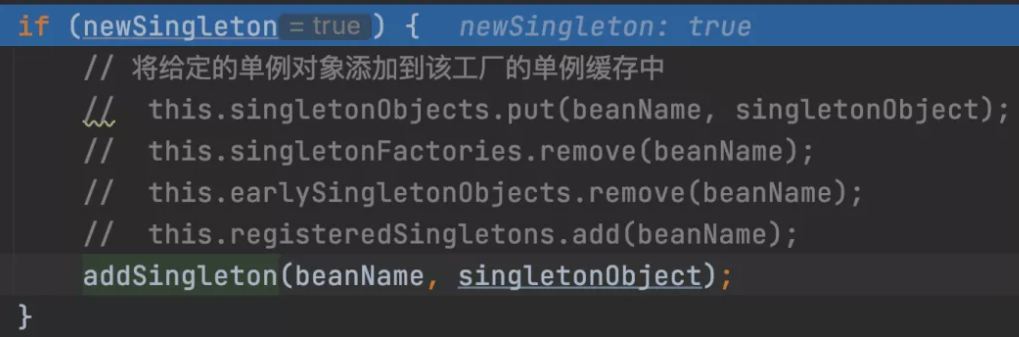 if (newSingleton = true ) {   newSingleton: true
// 将给定的单例对象添加到该工厂的单例缓存中
//  this.singletonObjects.put(beanName, singletonObject);
//  this.singletonFactories.remove(beanName);
//  this.earlySingletonObjects.remove(beanName);
//  this.registeredSingletons.add(beanName);
addSingleton(beanName, singletonObject);
}